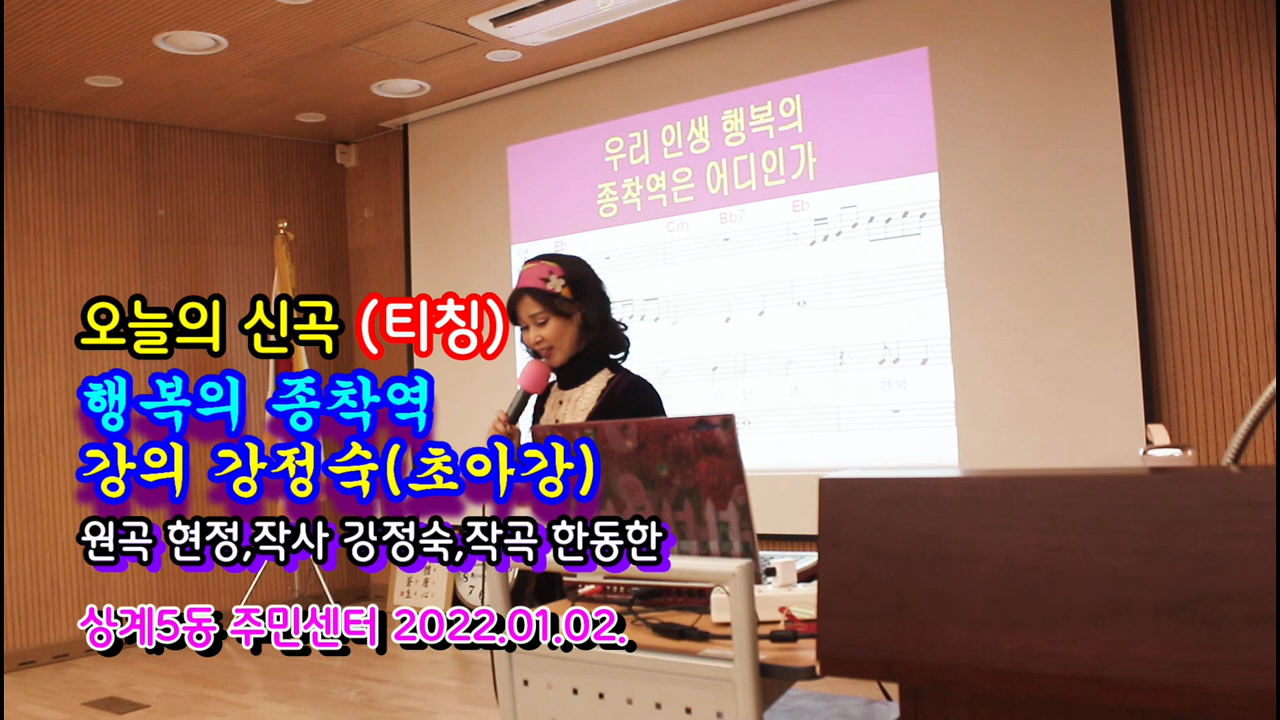 우리 인생 행복의
종착역은 어디인가
Eb Cm Bb7 Eb
오늘의 신곡 (티칭)
행복의 종착역
강의 강정숙(초아강)
원곡 현정,작사 강정숙,작곡 한동한
상계5동 주민센터 2022.01.02.